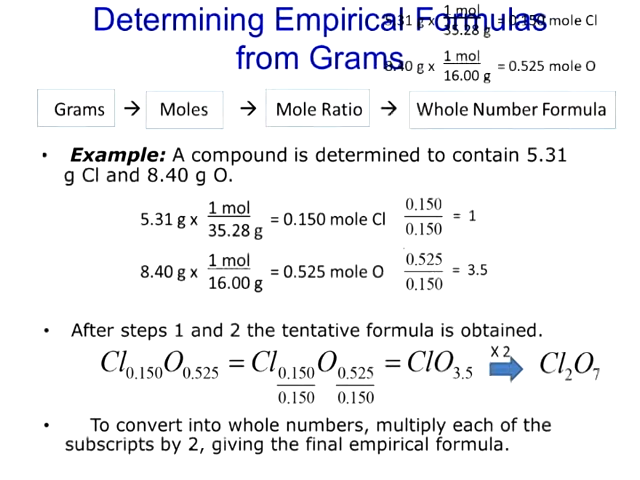 Determining Empirical Formulas
from Grams
5.31 g x 1 mol / 35.28 g = 0.150 mole Cl
8.40 g x 1 mol / 16.00 g = 0.525 mole O
Grams → Moles → Mole Ratio → Whole Number Formula
• Example: A compound is determined to contain 5.31
g Cl and 8.40 g O.
5.31 g x 1 mol / 35.28 g = 0.150 mole Cl 0.150 / 0.150 = 1
8.40 g x 1 mol / 16.00 g = 0.525 mole O 0.525 / 0.150 = 3.5
• After steps 1 and 2 the tentative formula is obtained.
Cl0.150O0.525 = Cl0.150/0.150O0.525/0.150 = ClO3.5 X 2 Cl2O7
• To convert into whole numbers, multiply each of the
subscripts by 2, giving the final empirical formula.